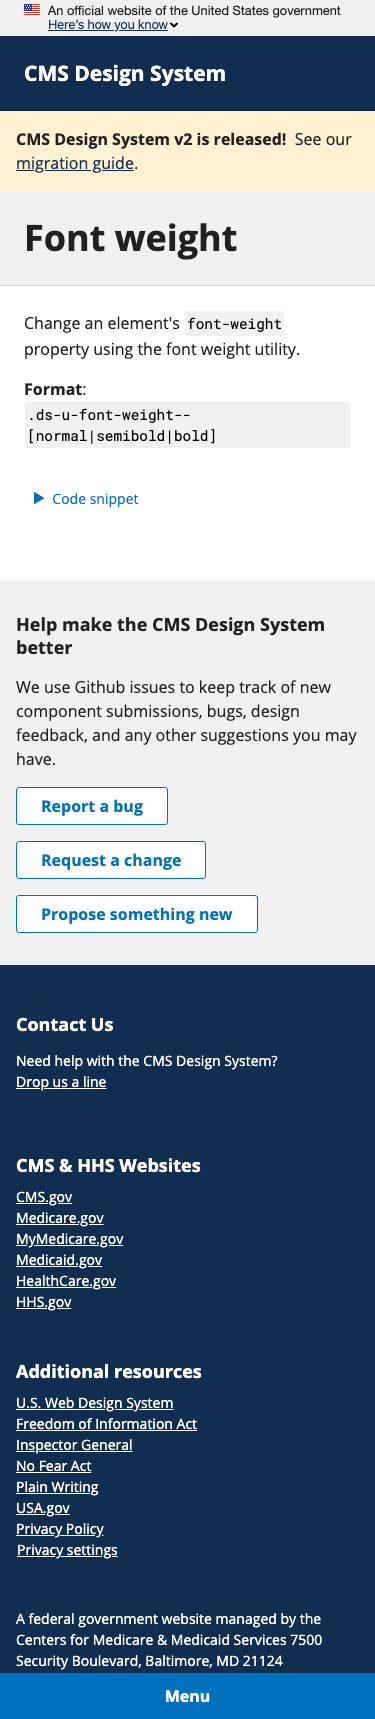 An official website of the United States government
Here's how you know
CMS Design System
CMS Design System v2 is released! See our
migration guide.
Font weight
Change an element's font-weight
property using the font weight utility.
Format:
.ds-u-font-weight--
[normal|semibold|bold]
Code snippet
Help make the CMS Design System
better
We use Github issues to keep track of new
component submissions, bugs, design
feedback, and any other suggestions you may
have.
Report a bug
Request a change
Propose something new
Contact Us
Need help with the CMS Design System?
Drop us a line
CMS & HHS Websites
CMS.gov
Medicare.gov
MyMedicare.gov
Medicaid.gov
HealthCare.gov
HHS.gov
Additional resources
U.S. Web Design System
Freedom of Information Act
Inspector General
No Fear Act
Plain Writing
USA.gov
Privacy Policy
Privacy settings
A federal government website managed by the
Centers for Medicare & Medicaid Services 7500
Security Boulevard, Baltimore, MD 21124
Menu